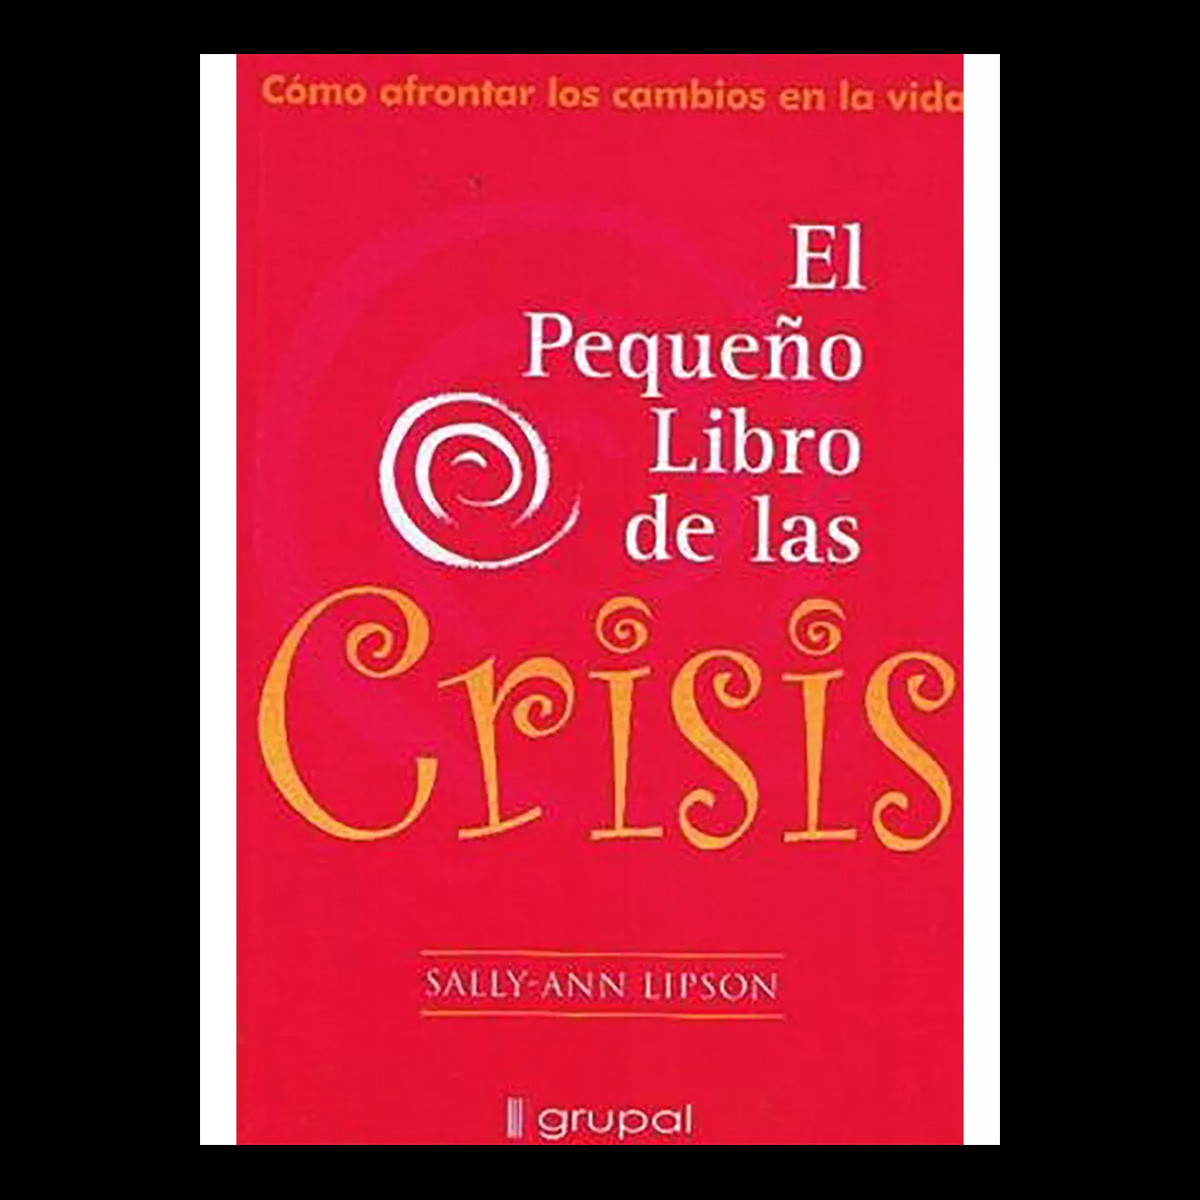 Cómo afrontar los cambios en la vida
El
Pequeño
Libro
de las
Crisis
SALLY-ANN LIPSON
grupal